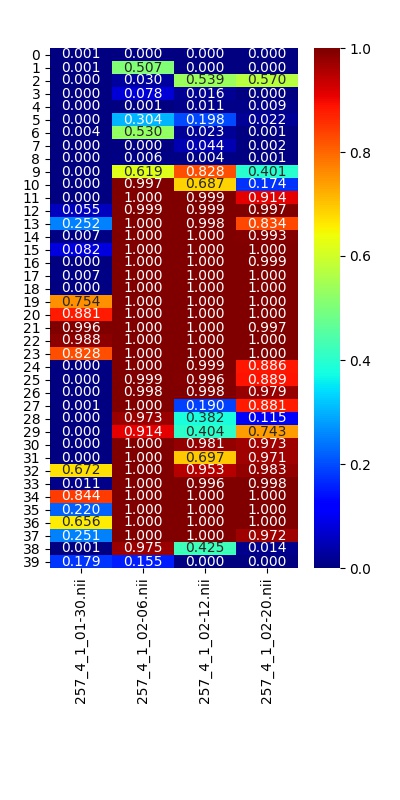 0 0.001 0.000 0.000 0.000
1 0.000 0.507 0.000 0.000
2 0.000 0.030 0.539 0.570
3 0.000 0.078 0.016 0.000
4 0.000 0.001 0.011 0.009
5 0.000 0.304 0.198 0.022
6 0.004 0.530 0.023 0.001
7 0.000 0.000 0.044 0.002
8 0.000 0.006 0.004 0.001
9 0.000 0.619 0.828 0.401
10 0.000 0.997 0.687 0.174
11 0.000 1.000 0.999 0.914
12 0.055 0.999 0.999 0.997
13 0.252 1.000 0.998 0.834
14 0.007 1.000 1.000 0.993
15 0.082 1.000 1.000 1.000
16 0.000 1.000 1.000 0.999
17 0.007 1.000 1.000 1.000
18 0.000 1.000 1.000 1.000
19 0.754 1.000 1.000 1.000
20 0.881 1.000 1.000 1.000
21 0.996 1.000 1.000 0.997
22 0.988 1.000 1.000 1.000
23 0.828 1.000 1.000 1.000
24 0.000 1.000 0.999 0.886
25 0.000 0.999 0.996 0.889
26 0.000 0.998 0.998 0.979
27 0.001 1.000 0.190 0.881
28 0.000 0.973 0.382 0.115
29 0.000 0.914 0.404 0.743
30 0.000 1.000 0.981 0.973
31 0.000 1.000 0.697 0.971
32 0.672 1.000 0.953 0.983
33 0.011 1.000 0.996 0.998
34 0.844 1.000 1.000 1.000
35 0.220 1.000 1.000 1.000
36 0.656 1.000 1.000 1.000
37 0.251 1.000 1.000 0.972
38 0.001 0.975 0.425 0.014
39 0.179 0.155 0.000 0.000
257_4_1_01-30.nii
257_4_1_02-06.nii
257_4_1_02-12.nii
257_4_1_02-20.nii
1.0
0.8
0.6
0.4
0.2
0.0